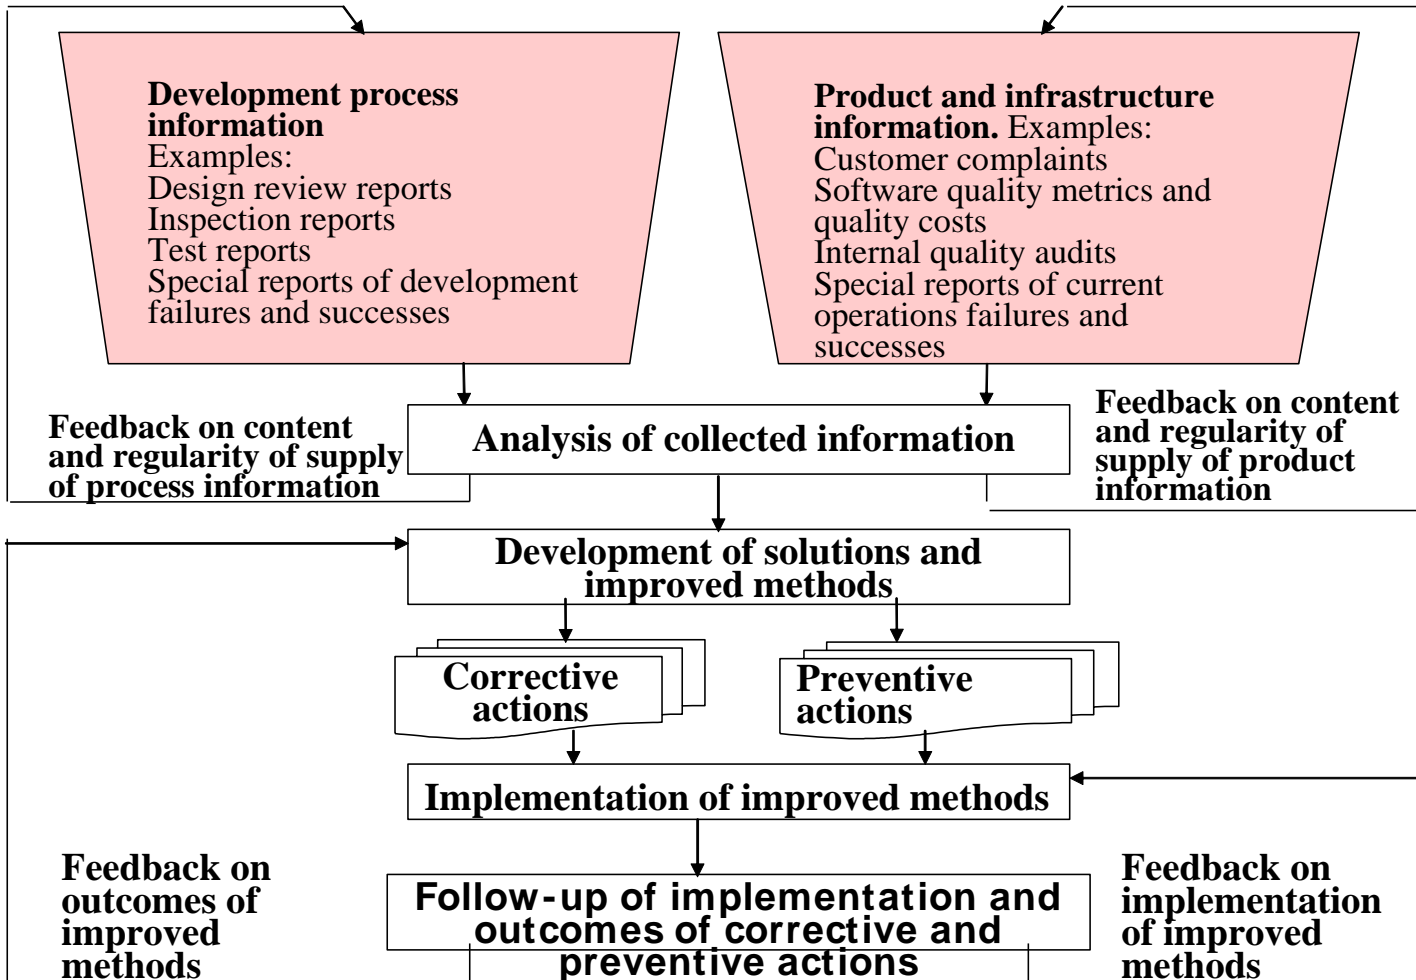 Development process
information
Examples:
Design review reports
Inspection reports
Test reports
Special reports of development
failures and successes
Product and infrastructure
information. Examples:
Customer complaints
Software quality metrics and
quality costs
Internal quality audits
Special reports of current
operations failures and
successes
Feedback on content
and regularity of supply
of process information
Analysis of collected information
Feedback on content
and regularity of
supply of product
information
Development of solutions and
improved methods
Corrective
actions
Preventive
actions
Implementation of improved methods
Feedback on
outcomes of
improved
methods
Follow-up of implementation and
outcomes of corrective and
preventive actions
Feedback on
implementation
of improved
methods